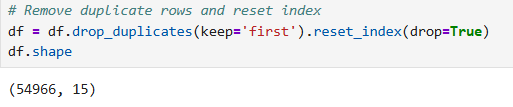 # Remove duplicate rows and reset index
df = df.drop_duplicates(keep='first').reset_index(drop=True)
df.shape
(54966, 15)